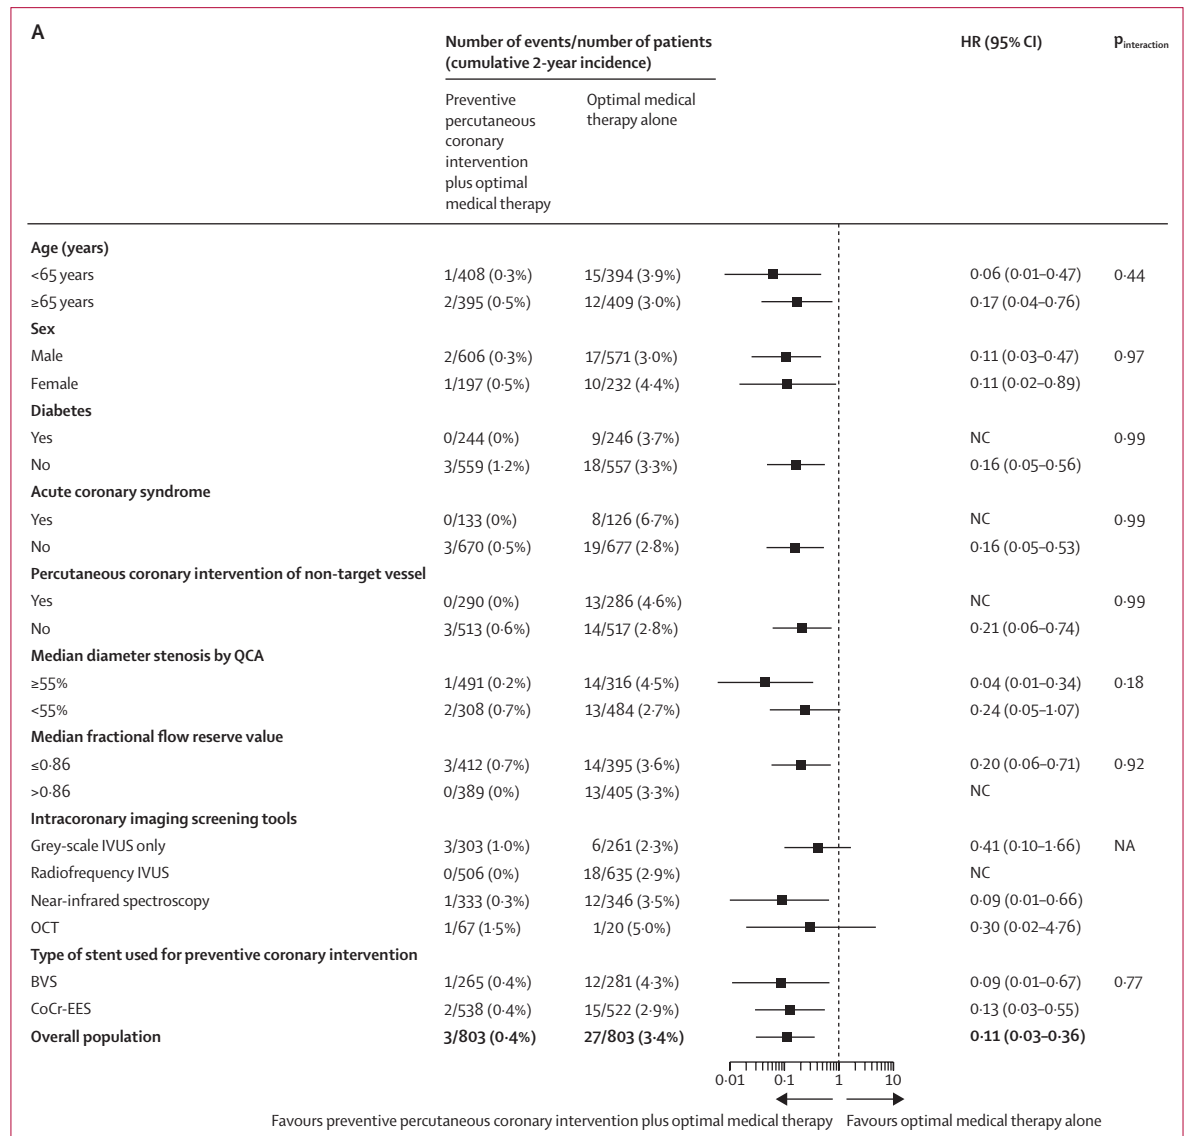 A
Number of events/number of patients
(cumulative 2-year incidence)
HR (95% CI)
pinteraction
Preventive
percutaneous
coronary
intervention
plus optimal
medical therapy
Optimal medical
therapy alone
Age (years)
<65 years 1/408 (0·3%) 15/394 (3·9%) 0·06 (0·01–0·47) 0·44
≥65 years 2/395 (0·5%) 12/409 (3·0%) 0·17 (0·04–0·76)
Sex
Male 2/606 (0·3%) 17/571 (3·0%) 0·11 (0·03–0·47) 0·97
Female 1/197 (0·5%) 10/232 (4·4%) 0·11 (0·02–0·89)
Diabetes
Yes 0/244 (0%) 9/246 (3·7%) NC 0·99
No 3/559 (1·2%) 18/557 (3·3%) 0·16 (0·05–0·56)
Acute coronary syndrome
Yes 0/133 (0%) 8/126 (6·7%) NC 0·99
No 3/670 (0·5%) 19/677 (2·8%) 0·16 (0·05–0·53)
Percutaneous coronary intervention of non-target vessel
Yes 0/290 (0%) 13/286 (4·6%) NC 0·99
No 3/513 (0·6%) 14/517 (2·8%) 0·21 (0·06–0·74)
Median diameter stenosis by QCA
≥55% 1/491 (0·2%) 14/316 (4·5%) 0·04 (0·01–0·34) 0·18
<55% 2/308 (0·7%) 13/484 (2·7%) 0·24 (0·05–1·07)
Median fractional flow reserve value
≤0·86 3/412 (0·7%) 14/395 (3·6%) 0·20 (0·06–0·71) 0·92
>0·86 0/389 (0%) 13/405 (3·3%) NC
Intracoronary imaging screening tools
Grey-scale IVUS only 3/303 (1·0%) 6/261 (2·3%) 0·41 (0·10–1·66) NA
Radiofrequency IVUS 0/506 (0%) 18/635 (2·9%) NC
Near-infrared spectroscopy 1/333 (0·3%) 12/346 (3·5%) 0·09 (0·01–0·66)
OCT 1/67 (1·5%) 1/20 (5·0%) 0·30 (0·02–4·76)
Type of stent used for preventive coronary intervention
BVS 1/265 (0·4%) 12/281 (4·3%) 0·09 (0·01–0·67) 0·77
CoCr-EES 2/538 (0·4%) 15/522 (2·9%) 0·13 (0·03–0·55)
Overall population 3/803 (0·4%) 27/803 (3·4%) 0·11 (0·03–0·36)
0·01 0·1 1 10
Favours preventive percutaneous coronary intervention plus optimal medical therapy Favours optimal medical therapy alone